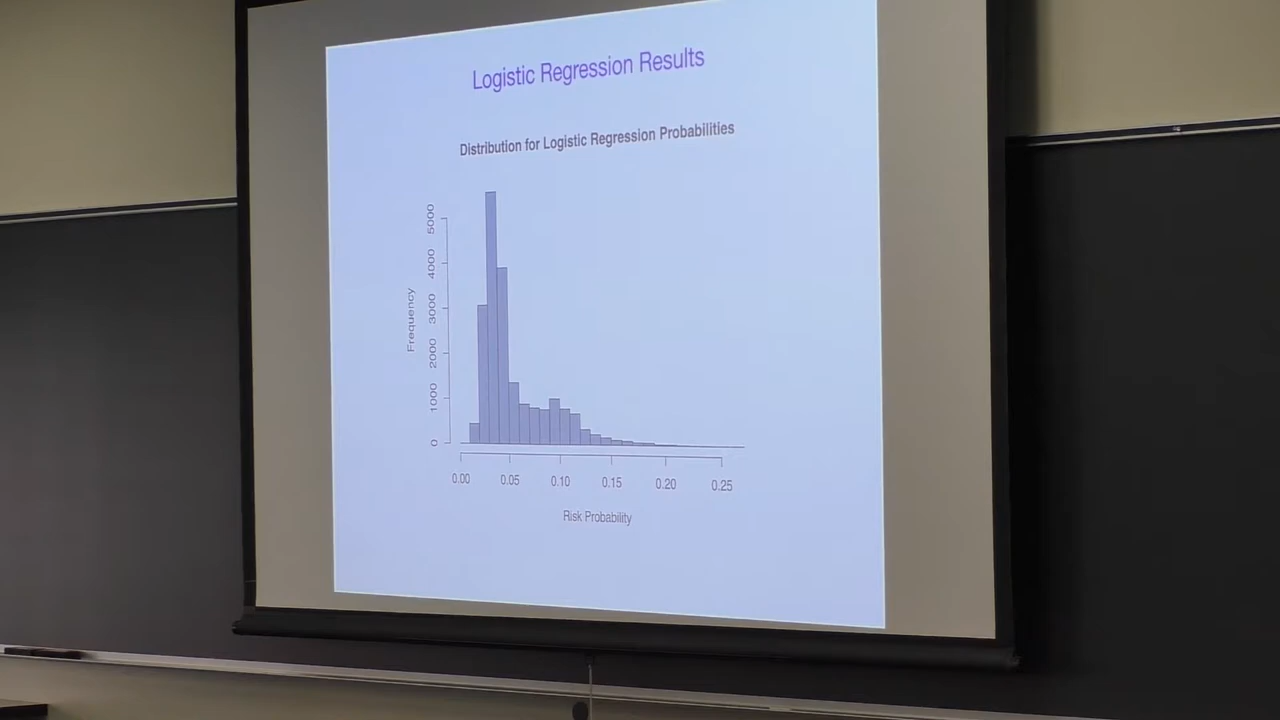 Logistic Regression Results
Distribution for Logistic Regression Probabilities
Frequency
5000
4000
3000
2000
1000
0
0.00 0.05 0.10 0.15 0.20 0.25
Risk Probability